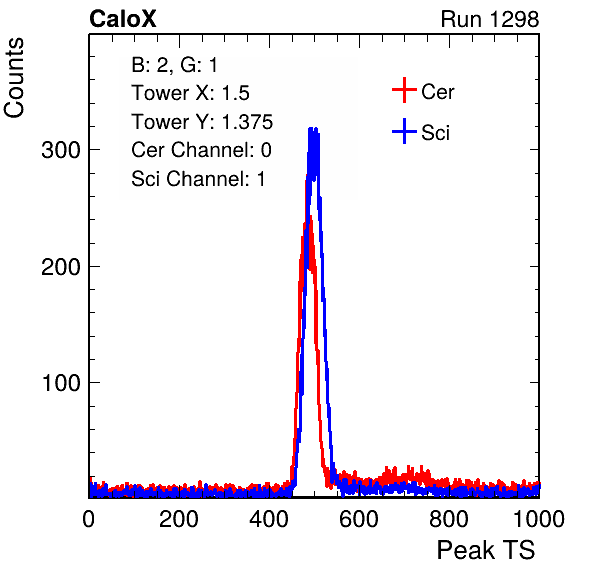 CaloX Run 1298
Counts
B: 2, G: 1
Tower X: 1.5
Tower Y: 1.375
Cer Channel: 0
Sci Channel: 1
Cer
Sci
300
200
100
0 200 400 600 800 1000
Peak TS